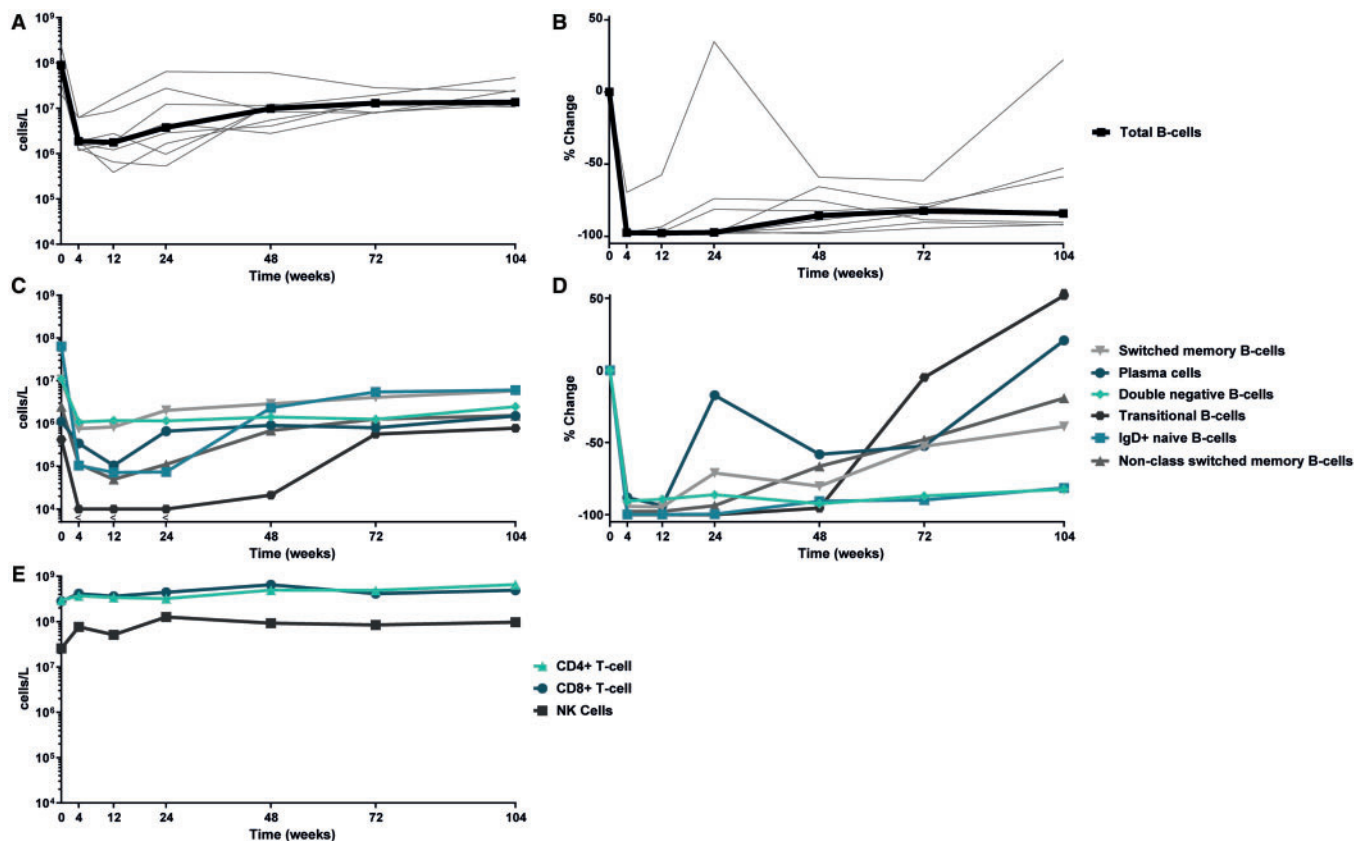 A
10⁹
10⁸
10⁷
10⁶
10⁵
10⁴
cells/L
0 4 12 24 48 72 104
Time (weeks)
B
50
0
-50
-100
% Change
0 4 12 24 48 72 104
Time (weeks)
Total B-cells
C
10⁹
10⁸
10⁷
10⁶
10⁵
10⁴
cells/L
< < <
0 4 12 24 48 72 104
Time (weeks)
D
50
0
-50
-100
% Change
0 4 12 24 48 72 104
Time (weeks)
Switched memory B-cells
Plasma cells
Double negative B-cells
Transitional B-cells
IgD+ naive B-cells
Non-class switched memory B-cells
E
10⁹
10⁸
10⁷
10⁶
10⁵
10⁴
cells/L
0 4 12 24 48 72 104
Time (weeks)
CD4+ T-cell
CD8+ T-cell
NK Cells